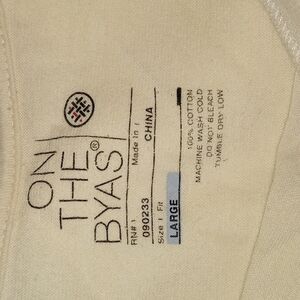 ON
THE
BYAS®
RN# \
090233
Made in /
CHINA
Size | Fit
LARGE
100% COTTON
MACHINE WASH COLD
DO NOT BLEACH
TUMBLE DRY LOW